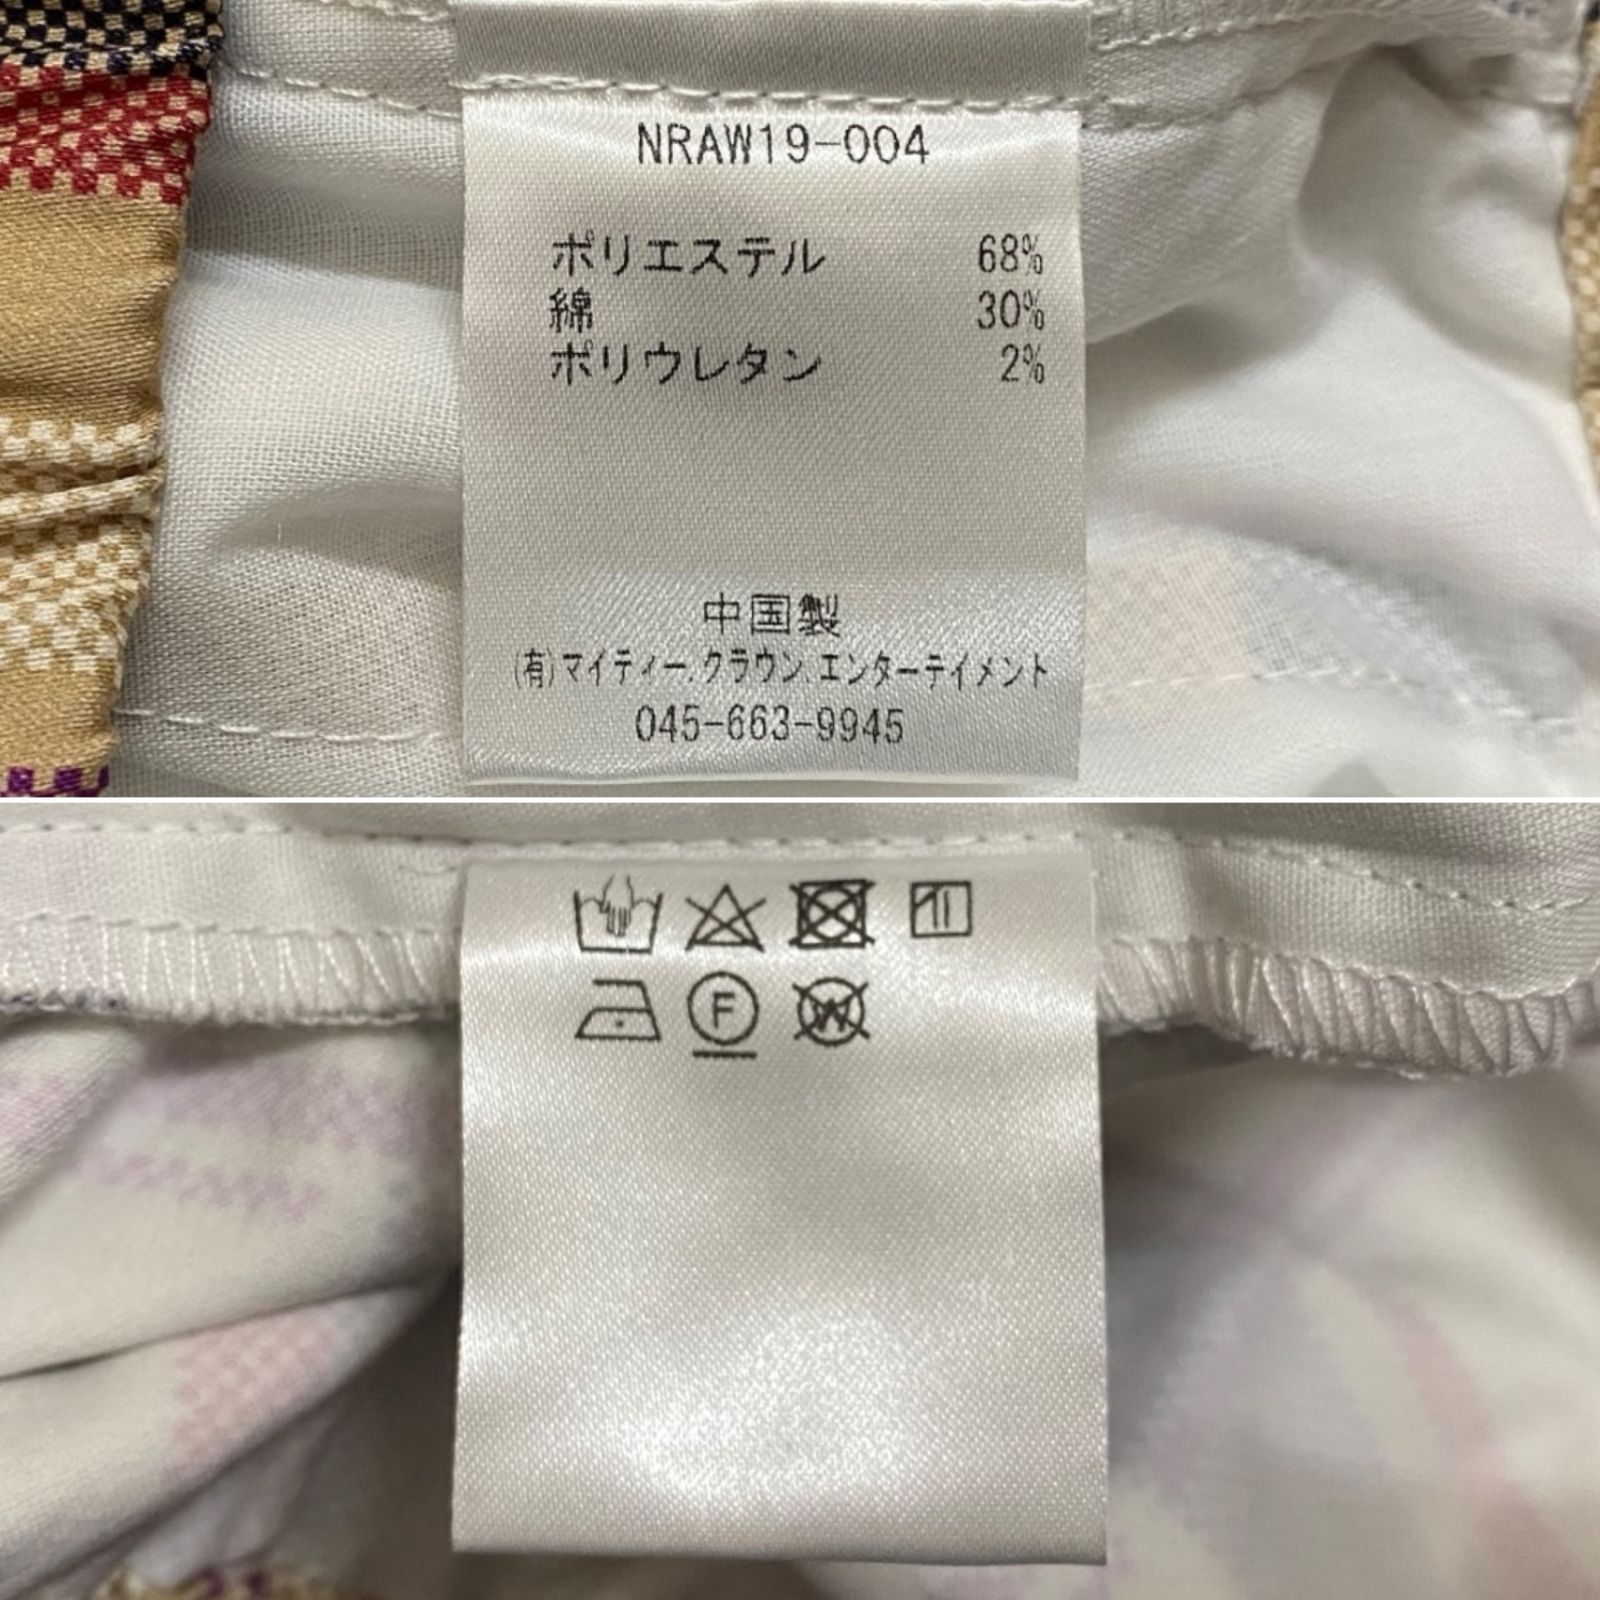 NRAW19-004
ポリエステル 68%
綿 30%
ポリウレタン 2%
中国製
(有)マイティー.クラウン.エンターテイメント
045-663-9945
F W